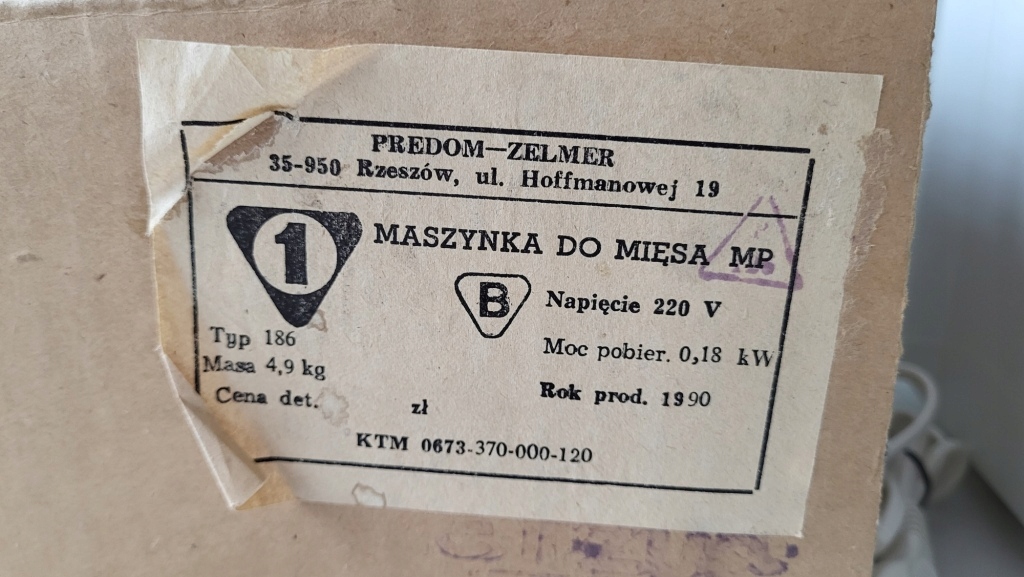 PREDOM—ZELMER
35-950 Rzeszów, ul. Hoffmanowej 19
1
MASZYNKA DO MIĘSA MP
B
Napięcie 220 V
Typ 186
Moc pobier. 0,18 kW
Masa 4,9 kg
Rok prod. 1990
Cena det. zł
KTM 0673-370-000-120